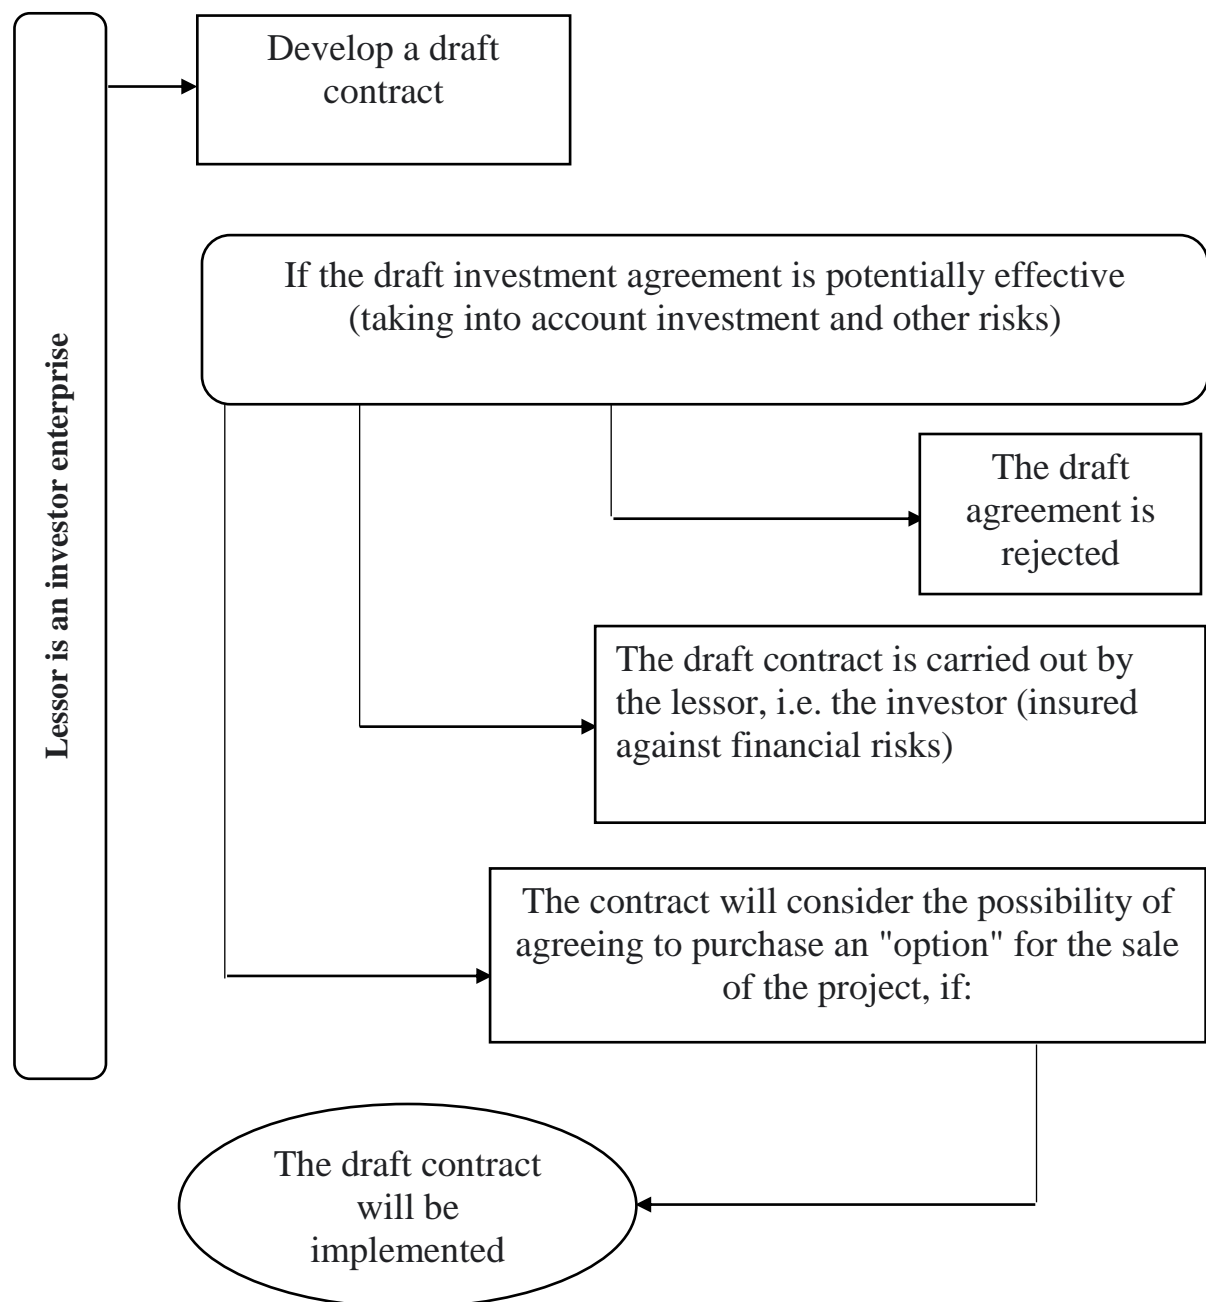 Lessor is an investor enterprise
Develop a draft
contract
If the draft investment agreement is potentially effective
(taking into account investment and other risks)
The draft
agreement is
rejected
The draft contract is carried out by
the lessor, i.e. the investor (insured
against financial risks)
The contract will consider the possibility of
agreeing to purchase an "option" for the sale
of the project, if:
The draft contract
will be
implemented